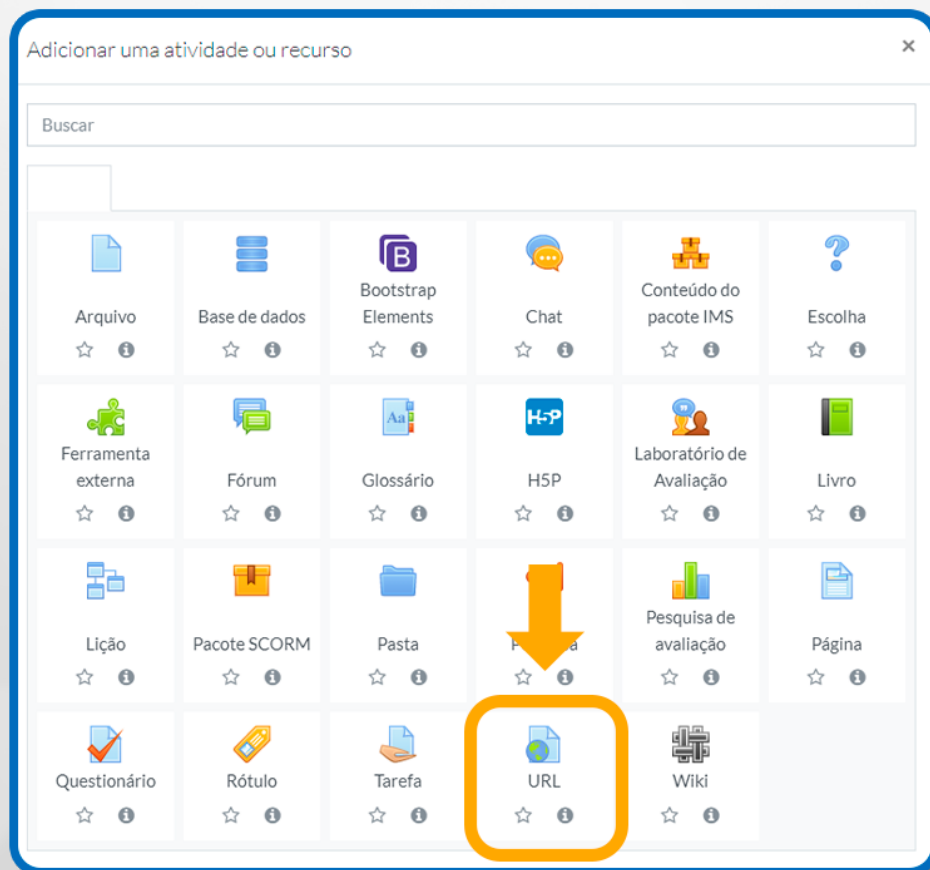 Adicionar uma atividade ou recurso
×
Buscar
B
Bootstrap
Conteúdo do
Arquivo
Base de dados
Elements
Chat
pacote IMS
Escolha
Aa
H5P
Ferramenta
Laboratório de
externa
Fórum
Glossário
H5P
Avaliação
Livro
Pesquisa de
Lição
Pacote SCORM
Pasta
avaliação
Página
Questionário
Rótulo
Tarefa
URL
Wiki